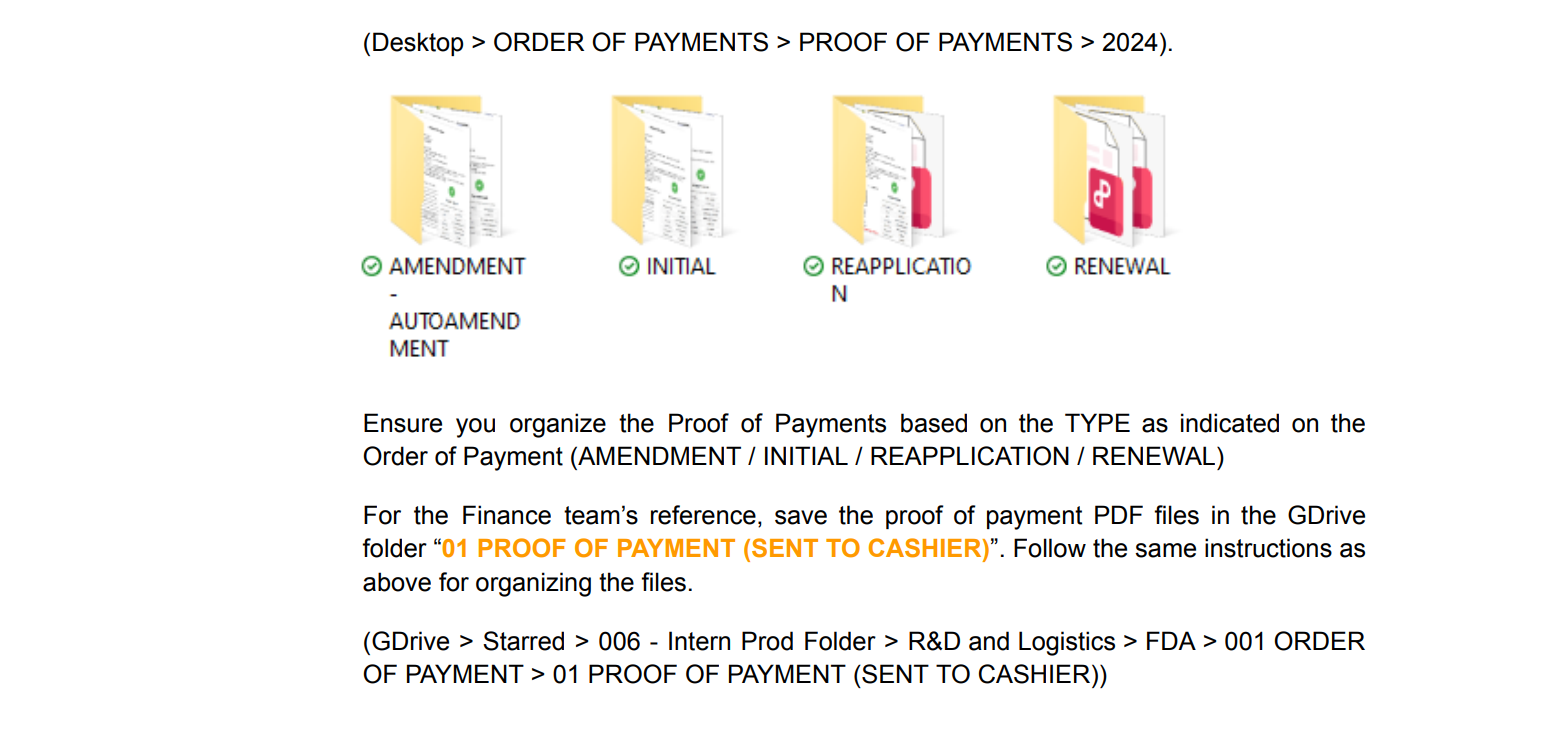 (Desktop > ORDER OF PAYMENTS > PROOF OF PAYMENTS > 2024).
AMENDMENT
-
AUTOAMEND
MENT
INITIAL
REAPPLICATIO
N
RENEWAL
Ensure you organize the Proof of Payments based on the TYPE as indicated on the
Order of Payment (AMENDMENT / INITIAL / REAPPLICATION / RENEWAL)
For the Finance team’s reference, save the proof of payment PDF files in the GDrive
folder “01 PROOF OF PAYMENT (SENT TO CASHIER)”. Follow the same instructions as
above for organizing the files.
(GDrive > Starred > 006 - Intern Prod Folder > R&D and Logistics > FDA > 001 ORDER
OF PAYMENT > 01 PROOF OF PAYMENT (SENT TO CASHIER))